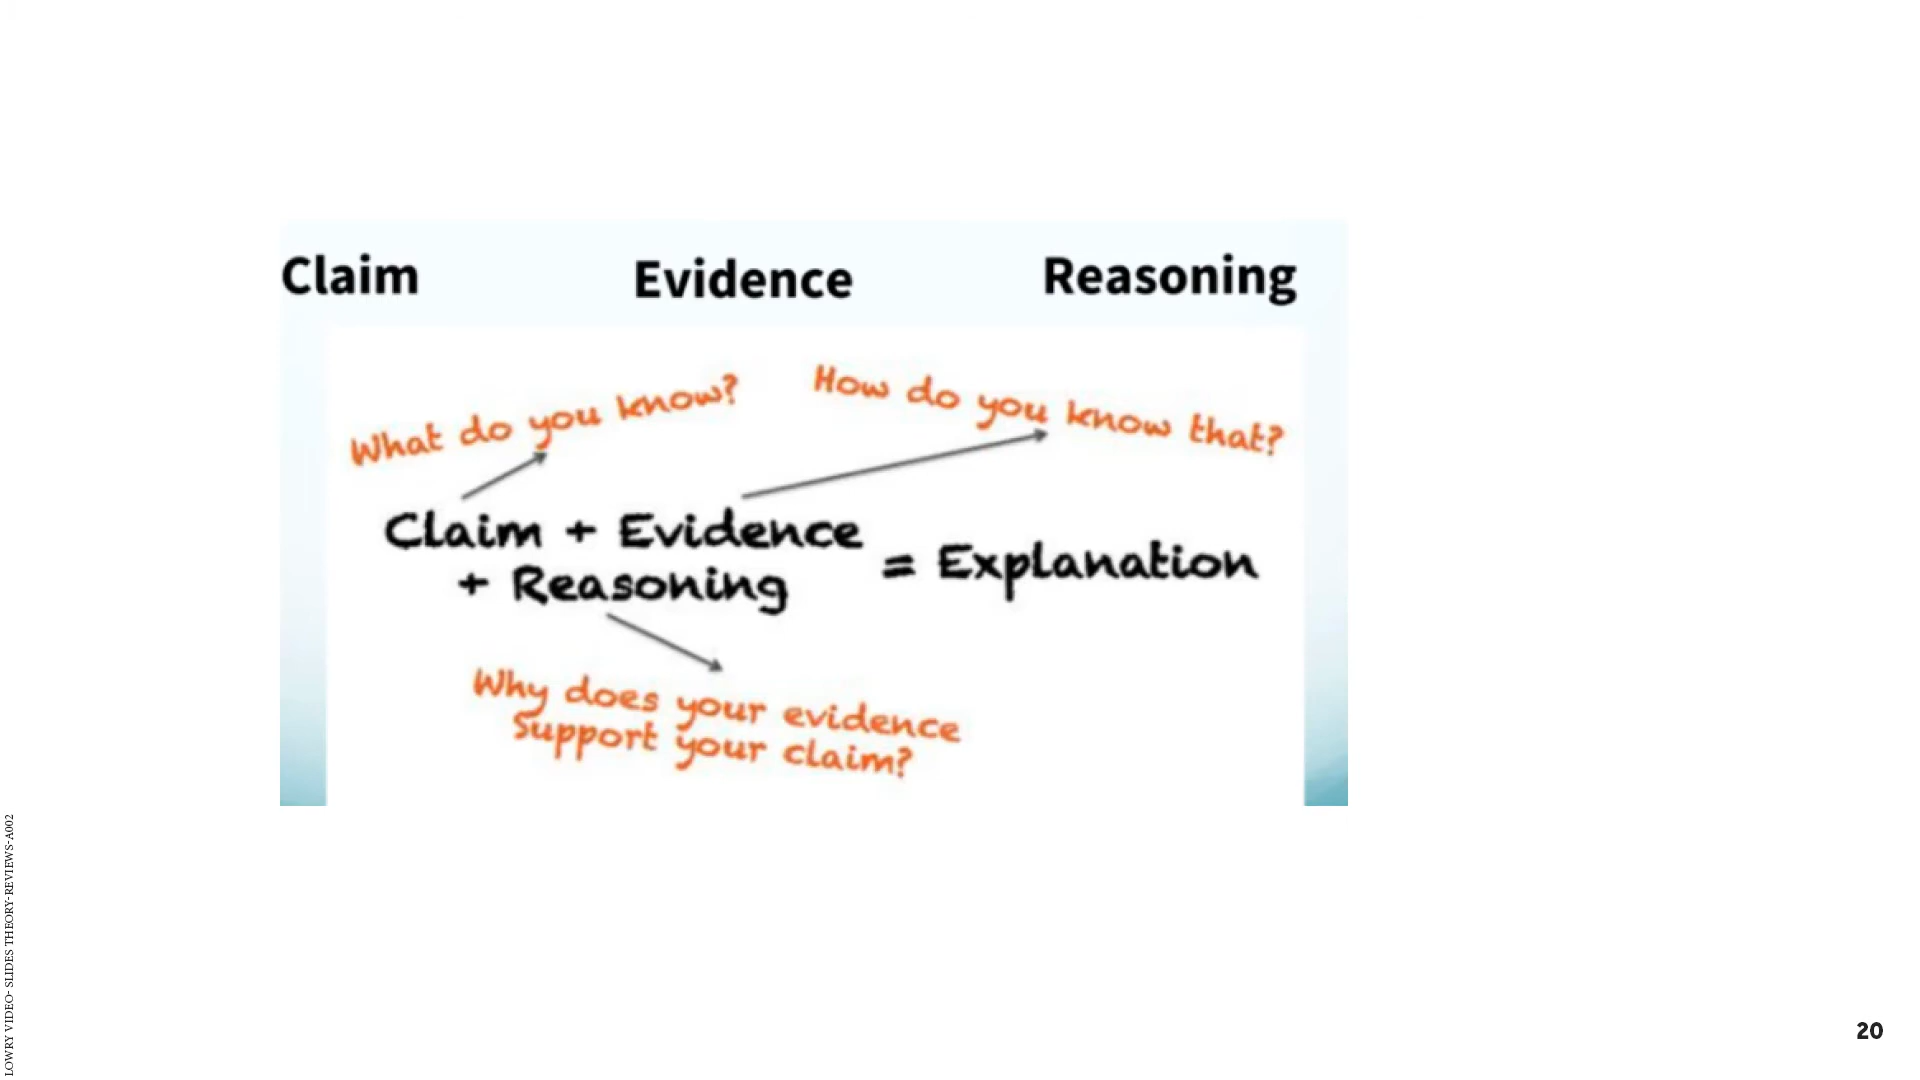 Claim Evidence Reasoning
What do you know? How do you know that?
Claim + Evidence
+ Reasoning
= Explanation
Why does your evidence
Support your claim?
LOWRY VIDEO- SLIDES THEORY-REVIEWS-A002
20